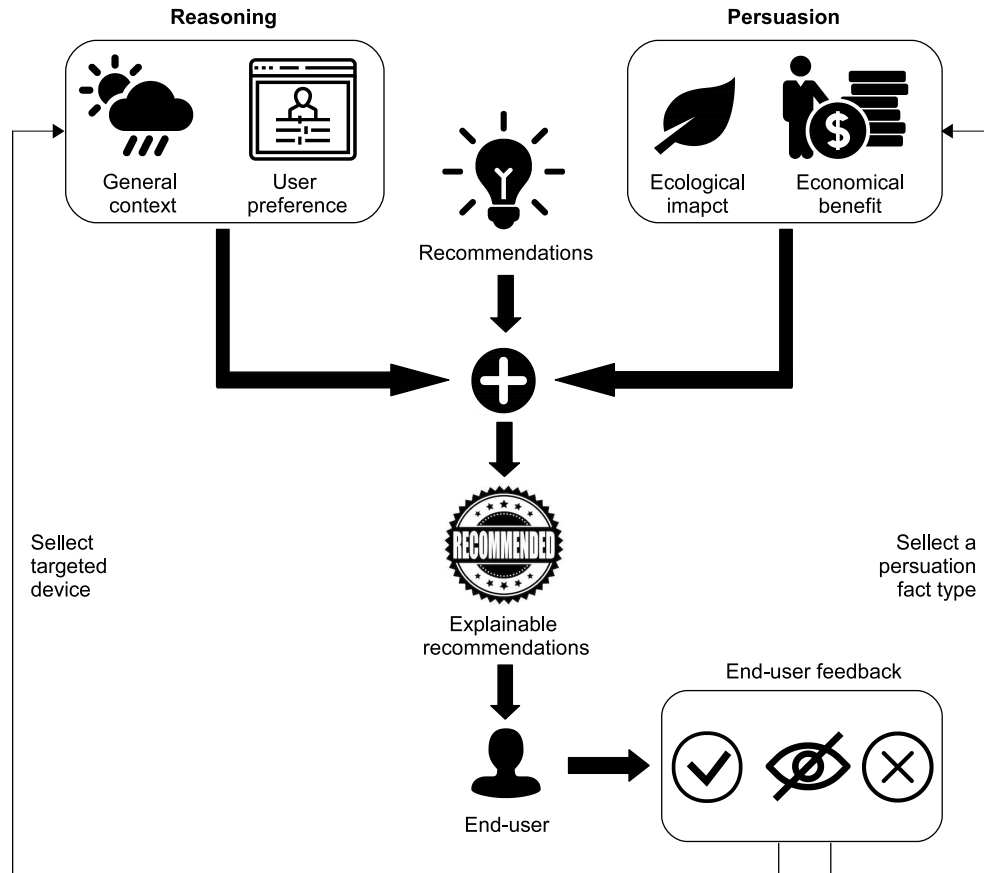 Reasoning
Persuasion
General
context
User
preference
Recommendations
$
Ecological
imapct
Economical
benefit
RECOMMENDED
Sellect
targeted
device
Sellect a
persuation
fact type
Explainable
recommendations
End-user feedback
End-user